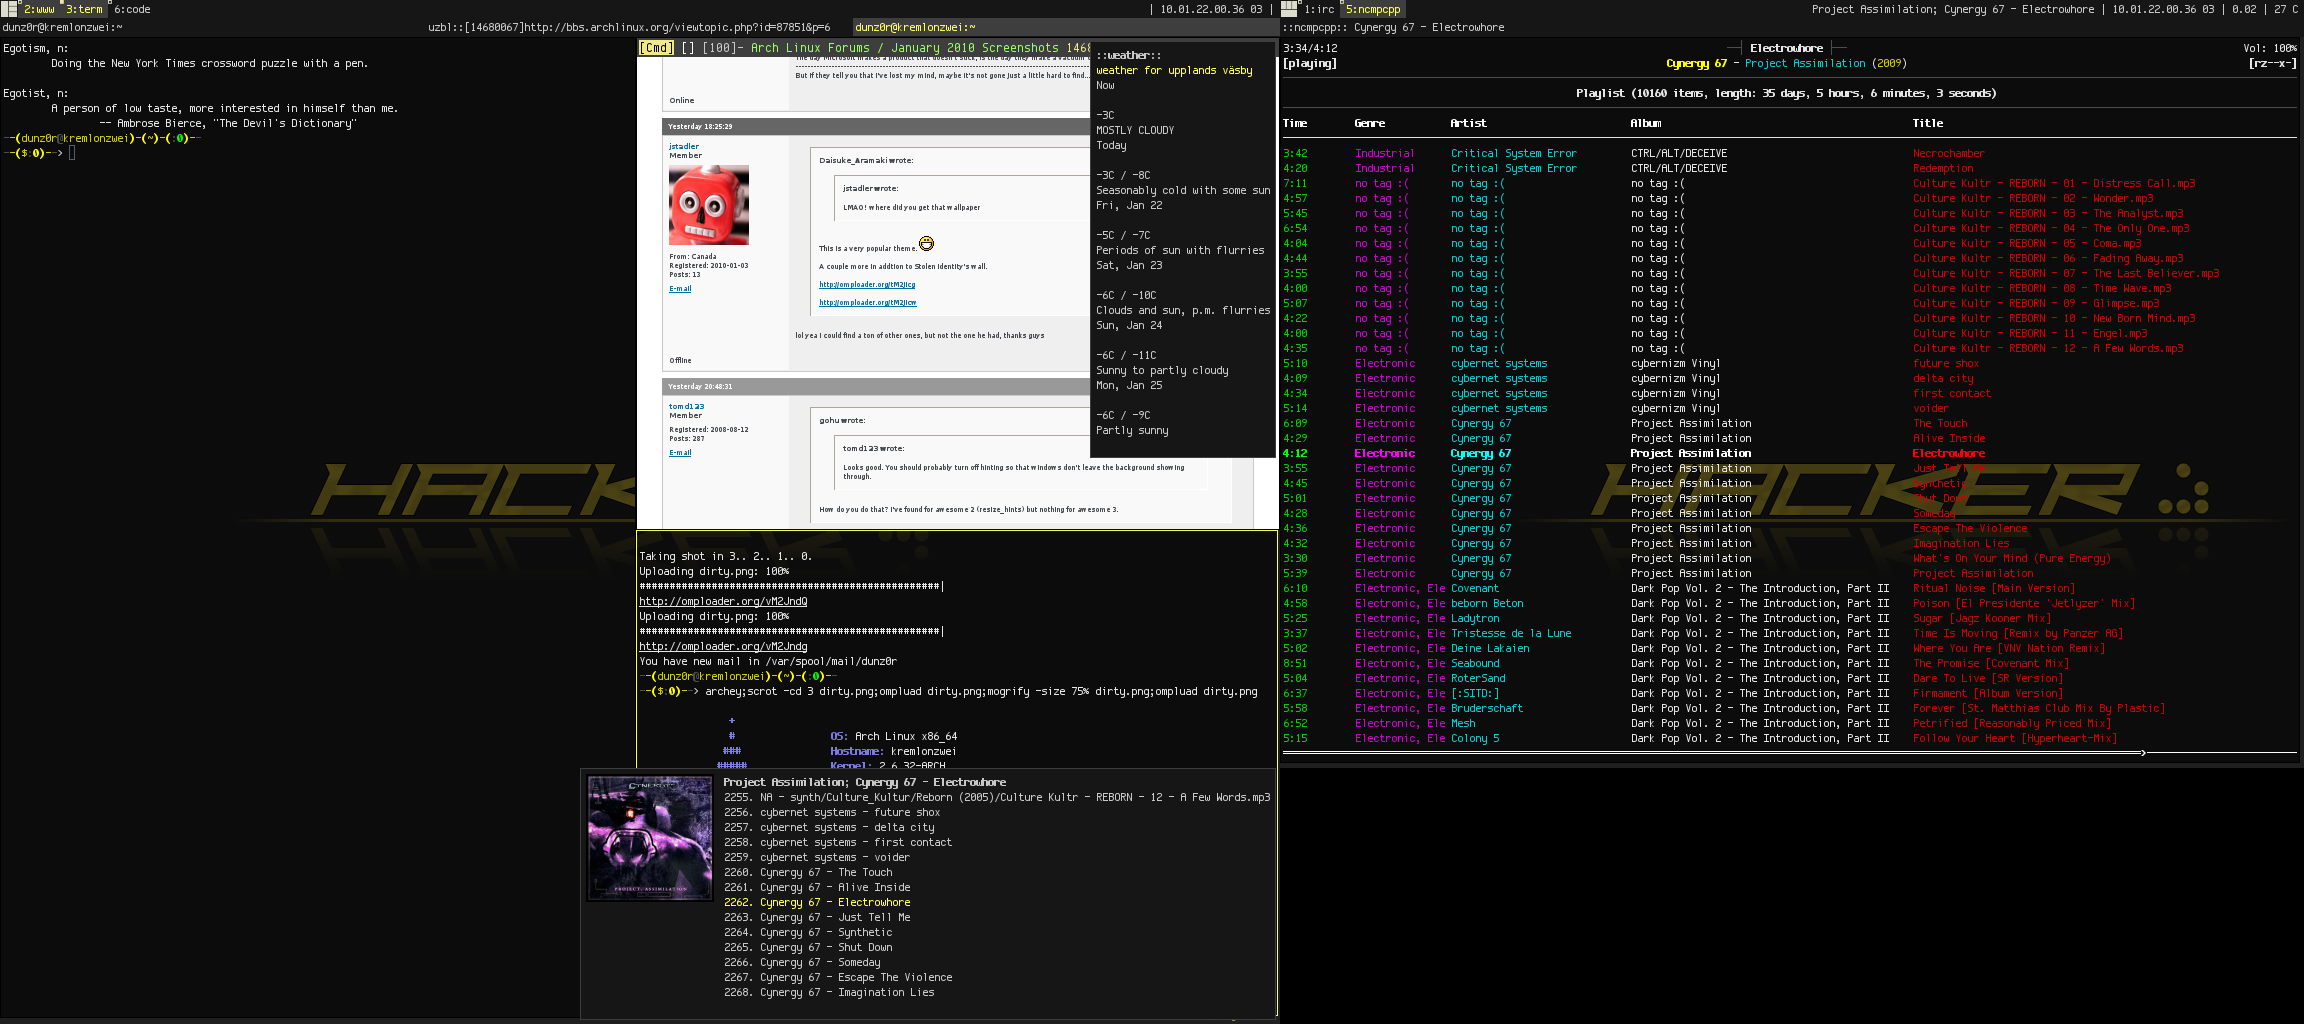 2:www 3:term 6:code
| 10.01.22.00.36 03 |
dunz0r@kremlonzwei:~
uzbl::[14680067]http://bbs.archlinux.org/viewtopic.php?id=87851&p=6
dunz0r@kremlonzwei:~
Egotism, n:
Doing the New York Times crossword puzzle with a pen.
Egotist, n:
A person of low taste, more interested in himself than me.
-- Ambrose Bierce, "The Devil's Dictionary"
--(dunz0r@kremlonzwei)-(~)-(:0)--
--($:0)-->
HACK
[Cmd] [] [100]- Arch Linux Forums / January 2010 Screenshots 1468
But if they tell you that I've lost my mind, maybe it's not gone just a little hard to find...
Online
Yesterday 18:25:29
jstadler
Member
From: Canada
Registered: 2010-01-03
Posts: 13
E-mail
Daisuke_Aramaki wrote:
jstadler wrote:
LMAO! where did you get that wallpaper
This is a very popular theme.
A couple more in addtion to Stolen Identity's wall.
http://omploader.org/tM2JIcg
http://omploader.org/tM2JIcw
lol yea I could find a ton of other ones, but not the one he had, thanks guys
Offline
Yesterday 20:48:31
tomd123
Member
Registered: 2008-08-12
Posts: 287
E-mail
gohu wrote:
tomd123 wrote:
Looks good. You should probably turn off hinting so that windows don't leave the background showing
through.
How do you do that? I've found for awesome 2 (resize_hints) but nothing for awesome 3.
::weather::
weather for upplands väsby
Now
-3C
MOSTLY CLOUDY
Today
-3C / -8C
Seasonably cold with some sun
Fri, Jan 22
-5C / -7C
Periods of sun with flurries
Sat, Jan 23
-6C / -10C
Clouds and sun, p.m. flurries
Sun, Jan 24
-6C / -11C
Sunny to partly cloudy
Mon, Jan 25
-6C / -9C
Partly sunny
Taking shot in 3.. 2.. 1.. 0.
Uploading dirty.png: 100%
##################################################|
http://omploader.org/vM2JndQ
Uploading dirty.png: 100%
##################################################|
http://omploader.org/vM2Jndg
You have new mail in /var/spool/mail/dunz0r
--(dunz0r@kremlonzwei)-(~)-(:0)--
--($:0)--> archey;scrot -cd 3 dirty.png;ompluad dirty.png;mogrify -size 75% dirty.png;ompluad dirty.png
+
# OS: Arch Linux x86_64
### Hostname: kremlonzwei
##### Kernel: 2.6.32-ARCH
CYNERGY
PROJECT: ASSIMILATION
Project Assimilation; Cynergy 67 - Electrowhore
2255. NA - synth/Culture_Kultur/Reborn (2005)/Culture Kultr - REBORN - 12 - A Few Words.mp3
2256. cybernet systems - future shox
2257. cybernet systems - delta city
2258. cybernet systems - first contact
2259. cybernet systems - voider
2260. Cynergy 67 - The Touch
2261. Cynergy 67 - Alive Inside
2262. Cynergy 67 - Electrowhore
2263. Cynergy 67 - Just Tell Me
2264. Cynergy 67 - Synthetic
2265. Cynergy 67 - Shut Down
2266. Cynergy 67 - Someday
2267. Cynergy 67 - Escape The Violence
2268. Cynergy 67 - Imagination Lies
1:irc 5:ncmpcpp
Project Assimilation; Cynergy 67 - Electrowhore | 10.01.22.00.36 03 | 0.02 | 27 C
::ncmpcpp:: Cynergy 67 - Electrowhore
3:34/4:12 Electrowhore Vol: 100%
[playing] Cynergy 67 - Project Assimilation (2009) [rz--x-]
Playlist (10160 items, length: 35 days, 5 hours, 6 minutes, 3 seconds)
Time Genre Artist Album Title
3:42 Industrial Critical System Error CTRL/ALT/DECEIVE Necrochamber
4:20 Industrial Critical System Error CTRL/ALT/DECEIVE Redemption
7:11 no tag :( no tag :( no tag :( Culture Kultr - REBORN - 01 - Distress Call.mp3
4:57 no tag :( no tag :( no tag :( Culture Kultr - REBORN - 02 - Wonder.mp3
5:45 no tag :( no tag :( no tag :( Culture Kultr - REBORN - 03 - The Analyst.mp3
6:54 no tag :( no tag :( no tag :( Culture Kultr - REBORN - 04 - The Only One.mp3
4:04 no tag :( no tag :( no tag :( Culture Kultr - REBORN - 05 - Coma.mp3
4:44 no tag :( no tag :( no tag :( Culture Kultr - REBORN - 06 - Fading Away.mp3
3:55 no tag :( no tag :( no tag :( Culture Kultr - REBORN - 07 - The Last Believer.mp3
4:00 no tag :( no tag :( no tag :( Culture Kultr - REBORN - 08 - Time Wave.mp3
5:07 no tag :( no tag :( no tag :( Culture Kultr - REBORN - 09 - Glimpse.mp3
4:22 no tag :( no tag :( no tag :( Culture Kultr - REBORN - 10 - New Born Mind.mp3
4:00 no tag :( no tag :( no tag :( Culture Kultr - REBORN - 11 - Engel.mp3
4:35 no tag :( no tag :( no tag :( Culture Kultr - REBORN - 12 - A Few Words.mp3
5:10 Electronic cybernet systems cybernizm Vinyl future shox
4:09 Electronic cybernet systems cybernizm Vinyl delta city
4:34 Electronic cybernet systems cybernizm Vinyl first contact
5:14 Electronic cybernet systems cybernizm Vinyl voider
6:09 Electronic Cynergy 67 Project Assimilation The Touch
4:29 Electronic Cynergy 67 Project Assimilation Alive Inside
4:12 Electronic Cynergy 67 Project Assimilation Electrowhore
3:55 Electronic Cynergy 67 Project Assimilation Just Tell Me
4:45 Electronic Cynergy 67 Project Assimilation Synthetic
5:01 Electronic Cynergy 67 Project Assimilation Shut Down
4:28 Electronic Cynergy 67 Project Assimilation Someday
4:36 Electronic Cynergy 67 Project Assimilation Escape The Violence
4:32 Electronic Cynergy 67 Project Assimilation Imagination Lies
3:30 Electronic Cynergy 67 Project Assimilation What's On Your Mind (Pure Energy)
5:39 Electronic Cynergy 67 Project Assimilation Project Assimilation
6:10 Electronic, Ele Covenant Dark Pop Vol. 2 - The Introduction, Part II Ritual Noise [Main Version]
4:58 Electronic, Ele beborn Beton Dark Pop Vol. 2 - The Introduction, Part II Poison [El Presidente 'Jetlyzer' Mix]
5:25 Electronic, Ele Ladytron Dark Pop Vol. 2 - The Introduction, Part II Sugar [Jagz Kooner Mix]
3:37 Electronic, Ele Tristesse de la Lune Dark Pop Vol. 2 - The Introduction, Part II Time Is Moving [Remix by Panzer AG]
5:02 Electronic, Ele Deine Lakaien Dark Pop Vol. 2 - The Introduction, Part II Where You Are [VNV Nation Remix]
8:51 Electronic, Ele Seabound Dark Pop Vol. 2 - The Introduction, Part II The Promise [Covenant Mix]
5:04 Electronic, Ele RoterSand Dark Pop Vol. 2 - The Introduction, Part II Dare To Live [SR Version]
6:37 Electronic, Ele [:SITD:] Dark Pop Vol. 2 - The Introduction, Part II Firmament [Album Version]
5:58 Electronic, Ele Bruderschaft Dark Pop Vol. 2 - The Introduction, Part II Forever [St. Matthias Club Mix By Plastic]
6:52 Electronic, Ele Mesh Dark Pop Vol. 2 - The Introduction, Part II Petrified [Reasonably Priced Mix]
5:15 Electronic, Ele Colony 5 Dark Pop Vol. 2 - The Introduction, Part II Follow Your Heart [Hyperheart-Mix]
HACKER